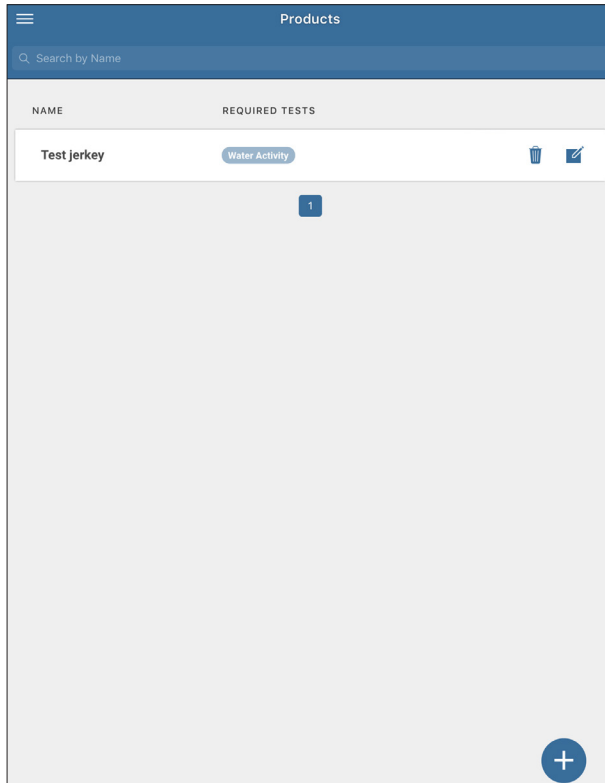 Products
Search by Name
NAME REQUIRED TESTS
Test jerkey Water Activity
1